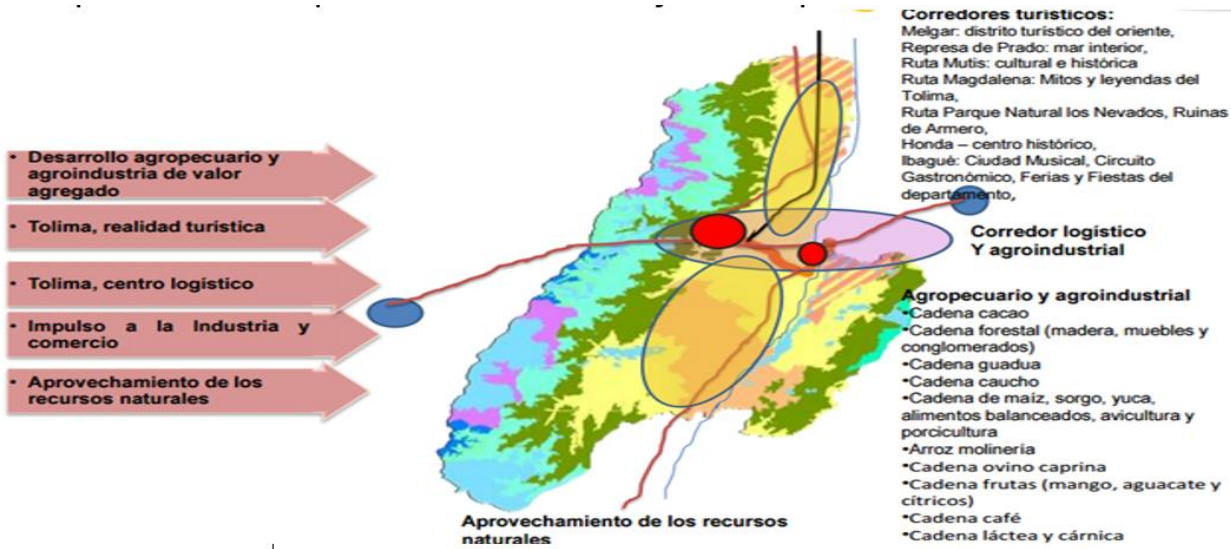 • Desarrollo agropecuario y
agroindustria de valor
agregado
• Tolima, realidad turística
• Tolima, centro logístico
• Impulso a la Industria y
comercio
• Aprovechamiento de los
recursos naturales
Corredores turísticos:
Melgar: distrito turístico del oriente,
Represa de Prado: mar interior,
Ruta Mutis: cultural e histórica
Ruta Magdalena: Mitos y leyendas del
Tolima,
Ruta Parque Natural los Nevados, Ruinas
de Armero,
Honda – centro histórico,
Ibagué: Ciudad Musical, Circuito
Gastronómico, Ferias y Fiestas del
departamento,
Corredor logístico
Y agroindustrial
Agropecuario y agroindustrial
•Cadena cacao
•Cadena forestal (madera, muebles y
conglomerados)
•Cadena guadua
•Cadena caucho
•Cadena de maíz, sorgo, yuca,
alimentos balanceados, avicultura y
porcicultura
•Arroz molinería
•Cadena ovino caprina
•Cadena frutas (mango, aguacate y
cítricos)
•Cadena café
•Cadena láctea y cárnica
Aprovechamiento de los recursos
naturales